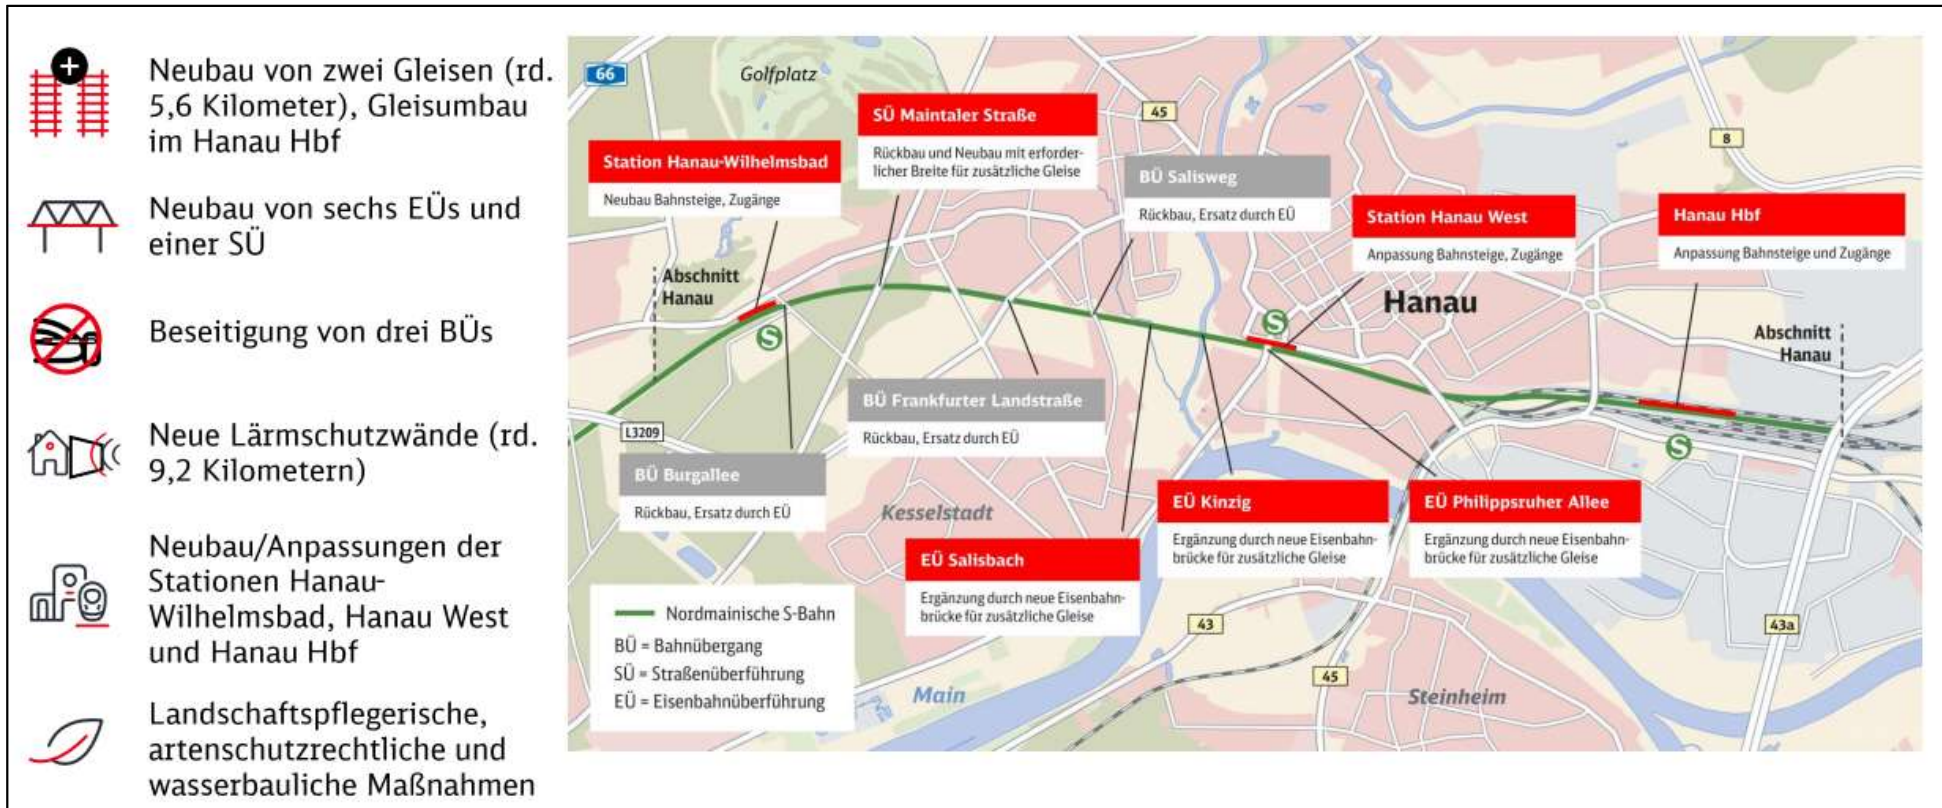 Neubau von zwei Gleisen (rd.
5,6 Kilometer), Gleisumbau
im Hanau Hbf
Neubau von sechs EÜs und
einer SÜ
Beseitigung von drei BÜs
Neue Lärmschutzwände (rd.
9,2 Kilometern)
Neubau/Anpassungen der
Stationen Hanau-
Wilhelmsbad, Hanau West
und Hanau Hbf
Landschaftspflegerische,
artenschutzrechtliche und
wasserbauliche Maßnahmen
66
Golfplatz
SÜ Maintaler Straße
Rückbau und Neubau mit erforder-
licher Breite für zusätzliche Gleise
45
8
Station Hanau-Wilhelmsbad
Neubau Bahnsteige, Zugänge
BÜ Salisweg
Rückbau, Ersatz durch EÜ
Station Hanau West
Anpassung Bahnsteige, Zugänge
Hanau Hbf
Anpassung Bahnsteige und Zugänge
Abschnitt
Hanau
Hanau
Abschnitt
Hanau
S
S
S
L3209
BÜ Frankfurter Landstraße
Rückbau, Ersatz durch EÜ
BÜ Burgallee
Rückbau, Ersatz durch EÜ
Kesselstadt
EÜ Kinzig
Ergänzung durch neue Eisenbahn-
brücke für zusätzliche Gleise
EÜ Philippsruher Allee
Ergänzung durch neue Eisenbahn-
brücke für zusätzliche Gleise
EÜ Salisbach
Ergänzung durch neue Eisenbahn-
brücke für zusätzliche Gleise
Nordmainische S-Bahn
BÜ = Bahnübergang
SÜ = Straßenüberführung
EÜ = Eisenbahnüberführung
Main
43
45
43a
Steinheim